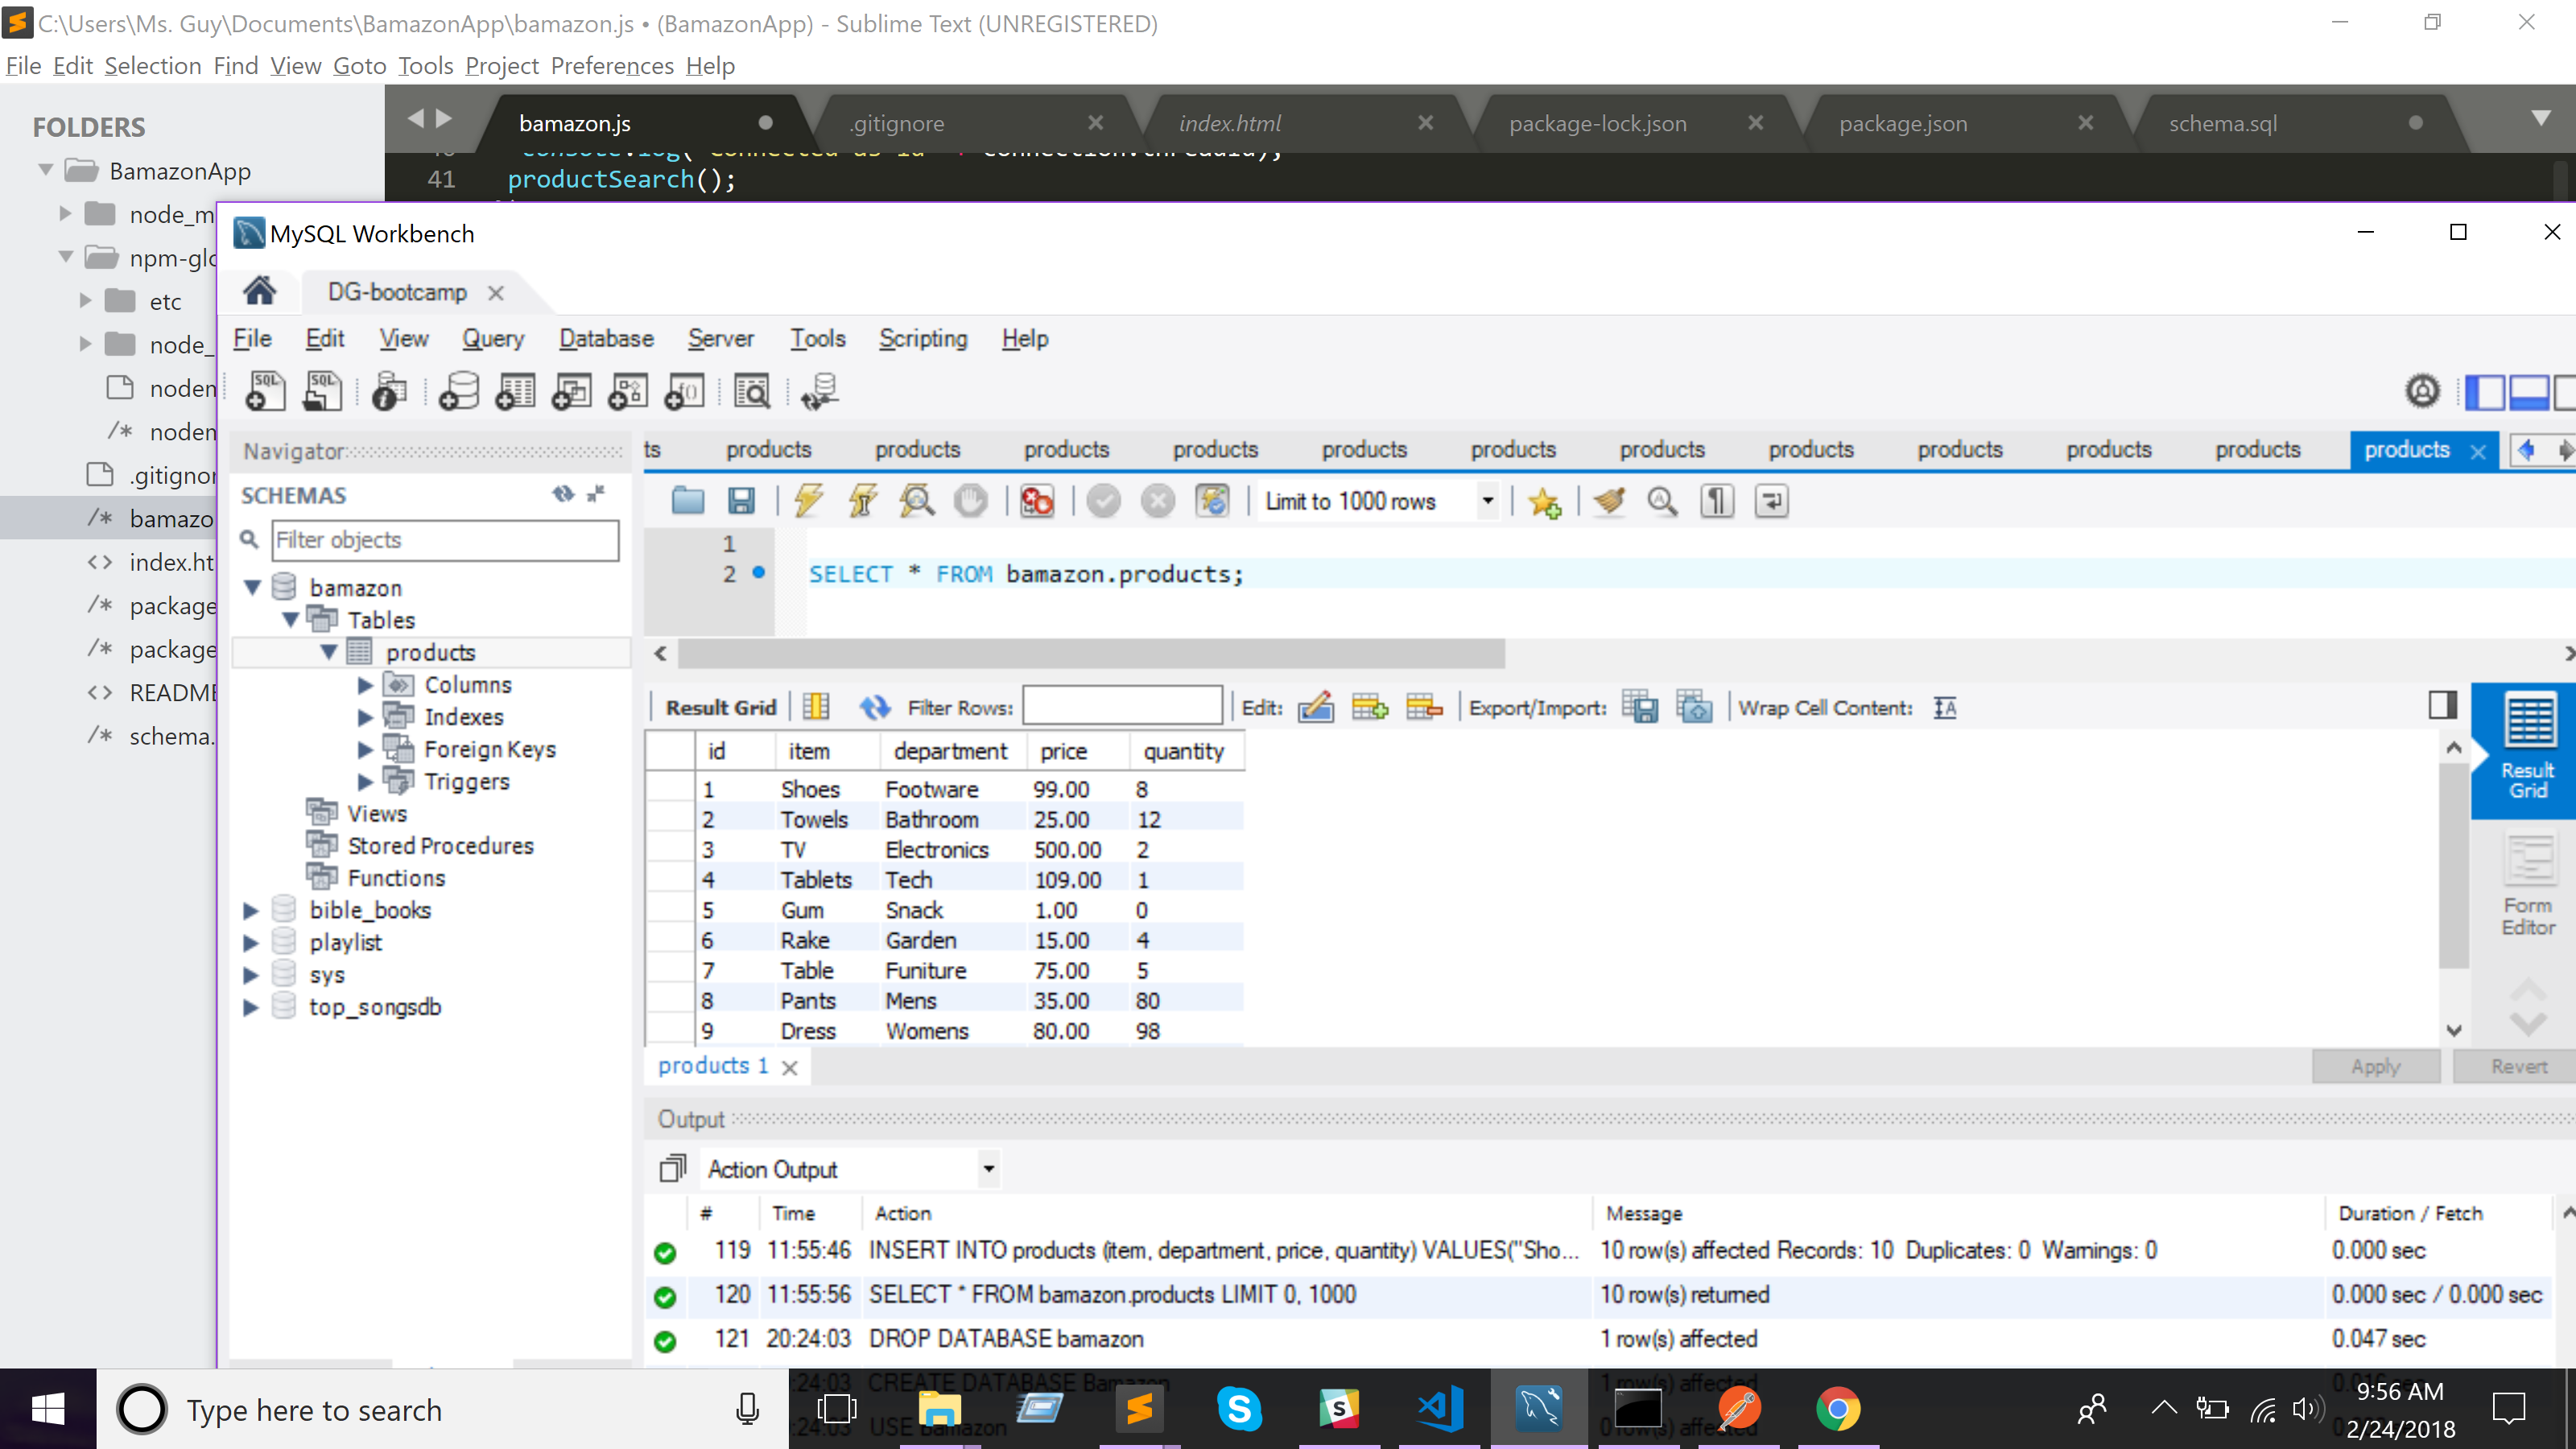 C:\Users\Ms. Guy\Documents\BamazonApp\bamazon.js • (BamazonApp) - Sublime Text (UNREGISTERED)
File Edit Selection Find View Goto Tools Project Preferences Help
FOLDERS
BamazonApp
node_m
npm-glo
etc
node_
noden
noden
.gitignor
bamazo
index.ht
package
package
README
schema.
bamazon.js
.gitignore
index.html
package-lock.json
package.json
schema.sql
41 productSearch();
MySQL Workbench
DG-bootcamp
File Edit View Query Database Server Tools Scripting Help
Navigator
SCHEMAS
Filter objects
bamazon
Tables
products
Columns
Indexes
Foreign Keys
Triggers
Views
Stored Procedures
Functions
bible_books
playlist
sys
top_songsdb
ts products products products products products products products products products products products products
Limit to 1000 rows
1
2 SELECT * FROM bamazon.products;
Result Grid Filter Rows: Edit: Export/Import: Wrap Cell Content:
id item department price quantity
1 Shoes Footware 99.00 8
2 Towels Bathroom 25.00 12
3 TV Electronics 500.00 2
4 Tablets Tech 109.00 1
5 Gum Snack 1.00 0
6 Rake Garden 15.00 4
7 Table Funiture 75.00 5
8 Pants Mens 35.00 80
9 Dress Womens 80.00 98
Result
Grid
Form
Editor
products 1
Apply Revert
Output
Action Output
# Time Action Message Duration / Fetch
119 11:55:46 INSERT INTO products (item, department, price, quantity) VALUES("Sho... 10 row(s) affected Records: 10 Duplicates: 0 Warnings: 0 0.000 sec
120 11:55:56 SELECT * FROM bamazon.products LIMIT 0, 1000 10 row(s) returned 0.000 sec / 0.000 sec
121 20:24:03 DROP DATABASE bamazon 1 row(s) affected 0.047 sec
:24:03 CREATE DATABASE Bamazon 1 row(s) affected
:24:03 USE Bamazon 0 row(s) affected
Type here to search
9:56 AM
2/24/2018